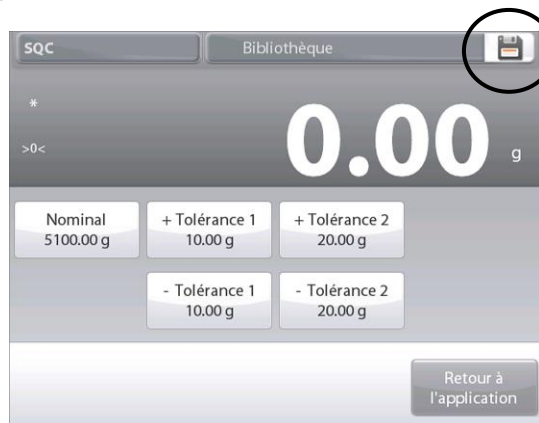 SQC
Bibliothèque
*
>0<
0.00 g
Nominal
5100.00 g
+ Tolérance 1
10.00 g
+ Tolérance 2
20.00 g
- Tolérance 1
10.00 g
- Tolérance 2
20.00 g
Retour à
l'application